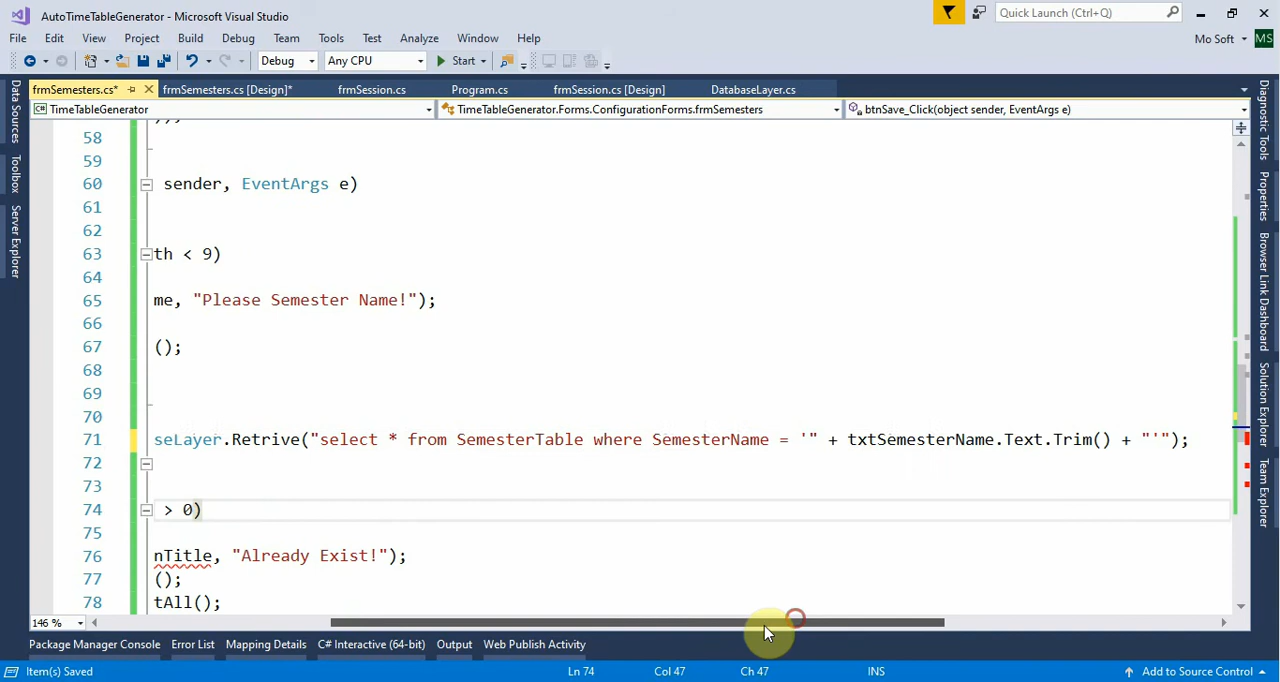 AutoTimeTableGenerator - Microsoft Visual Studio
Quick Launch (Ctrl+Q)
File Edit View Project Build Debug Team Tools Test Analyze Window Help
Mo Soft MS
Debug Any CPU Start
frmSemesters.cs* frmSemesters.cs [Design]* frmSession.cs Program.cs frmSession.cs [Design] DatabaseLayer.cs
TimeTableGenerator TimeTableGenerator.Forms.ConfigurationForms.frmSemesters btnSave_Click(object sender, EventArgs e)
58
59
60 sender, EventArgs e)
61
62
63 th < 9)
64
65 me, "Please Semester Name!");
66
67 ();
68
69
70
71 seLayer.Retrive("select * from SemesterTable where SemesterName = '" + txtSemesterName.Text.Trim() + "'");
72
73
74 > 0)
75
76 nTitle, "Already Exist!");
77 ();
78 tAll();
146 %
Data Sources
Toolbox
Server Explorer
Diagnostic Tools
Properties
Browser Link Dashboard
Solution Explorer
Team Explorer
Package Manager Console Error List Mapping Details C# Interactive (64-bit) Output Web Publish Activity
Item(s) Saved Ln 74 Col 47 Ch 47 INS Add to Source Control